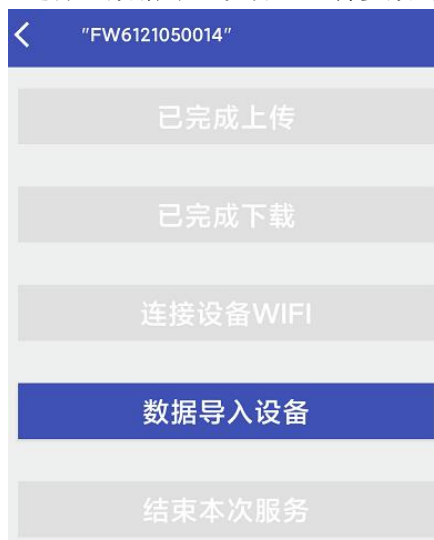 "FW6121050014"
已完成上传
已完成下载
连接设备WIFI
数据导入设备
结束本次服务